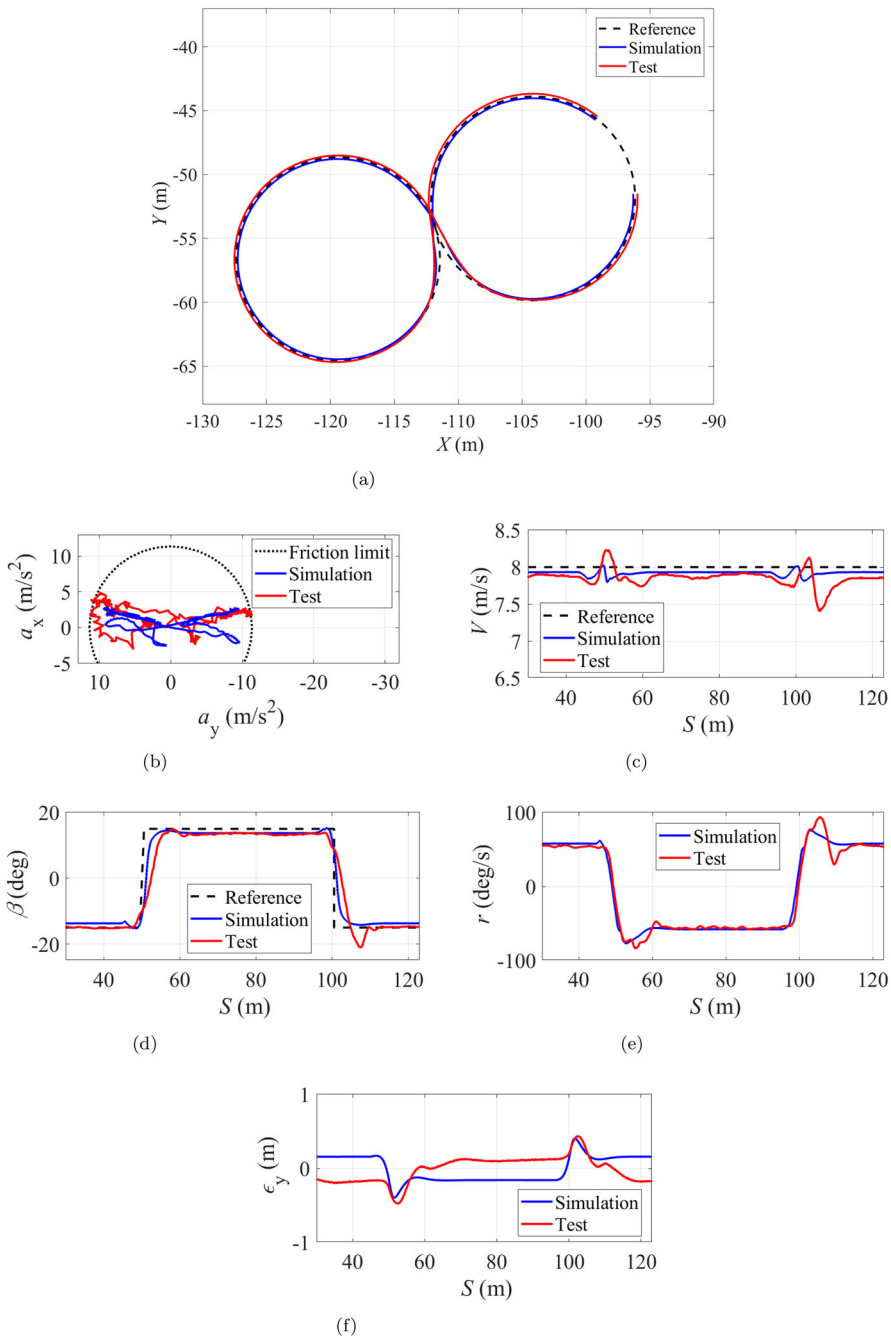 -40
-45
-50
-55
-60
-65
Y (m)
Reference
Simulation
Test
-130 -125 -120 -115 -110 -105 -100 -95 -90
X (m)
(a)
10
5
0
-5
a_x (m/s²)
Friction limit
Simulation
Test
10 0 -10 -20 -30
a_y (m/s²)
(b)
8.5
8
7.5
7
6.5
V (m/s)
Reference
Simulation
Test
40 60 80 100 120
S (m)
(c)
20
0
-20
β (deg)
Reference
Simulation
Test
40 60 80 100 120
S (m)
(d)
100
0
-100
r (deg/s)
Simulation
Test
40 60 80 100 120
S (m)
(e)
1
0
-1
ϵ_y (m)
Simulation
Test
40 60 80 100 120
S (m)
(f)